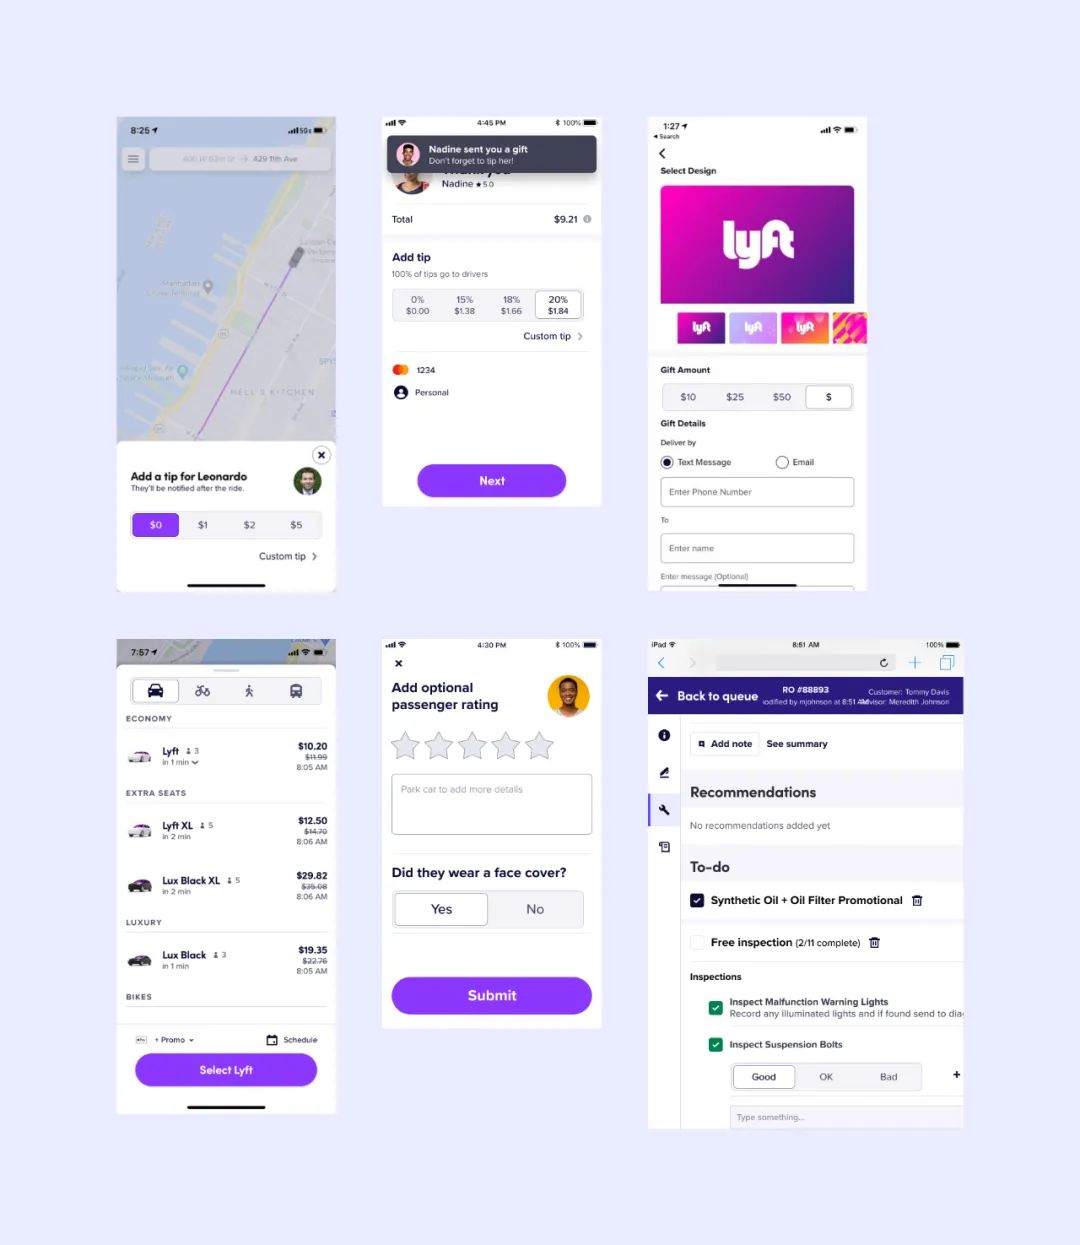 8:25
5G
400 W 63rd St → 429 11th Ave
Manhattan
Cruise Terminal
HELL'S KITCHEN
Add a tip for Leonardo
They'll be notified after the ride.
$0 $1 $2 $5
Custom tip
4:45 PM 100%
Nadine sent you a gift
Don't forget to tip her!
Thank you
Nadine ★ 5.0
Total $9.21
Add tip
100% of tips go to drivers
0% 15% 18% 20%
$0.00 $1.38 $1.66 $1.84
Custom tip
1234
Personal
Next
1:27
Search
Select Design
lyft
lyft lyft lyft
Gift Amount
$10 $25 $50 $
Gift Details
Deliver by
Text Message Email
Enter Phone Number
To
Enter name
Enter message (Optional)
7:57
ECONOMY
Lyft 3 $10.20
in 1 min $11.99
8:05 AM
EXTRA SEATS
Lyft XL 5 $12.50
in 2 min $14.70
8:06 AM
Lux Black XL 5 $29.82
in 2 min $35.08
8:06 AM
LUXURY
Lux Black 3 $19.35
in 1 min $22.76
8:05 AM
BIKES
+ Promo Schedule
Select Lyft
4:30 PM 100%
Add optional
passenger rating
Park car to add more details
Did they wear a face cover?
Yes No
Submit
iPad 8:51 AM 100%
Back to queue
RO #88893
modified by mjohnson at 8:51 AM
Customer: Tommy Davis
Advisor: Meredith Johnson
Add note See summary
Recommendations
No recommendations added yet
To-do
Synthetic Oil + Oil Filter Promotional
Free inspection (2/11 complete)
Inspections
Inspect Malfunction Warning Lights
Record any illuminated lights and if found send to dia
Inspect Suspension Bolts
Good OK Bad +
Type something...